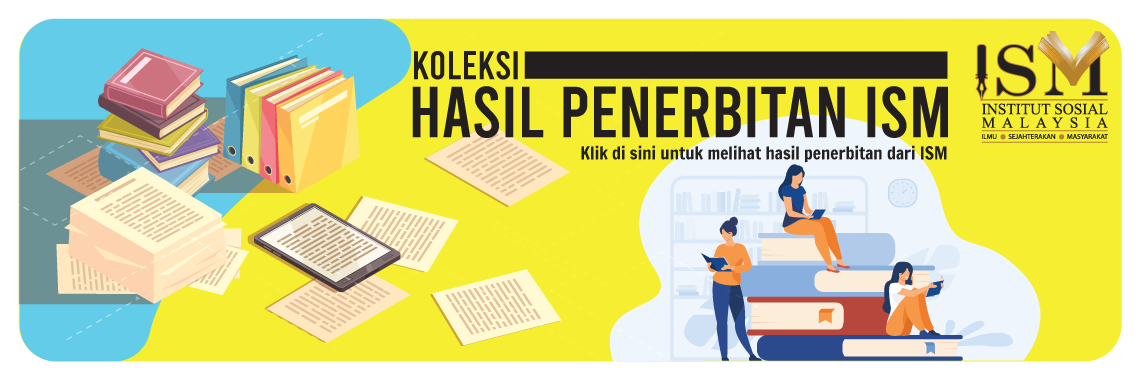 KOLEKSI
HASIL PENERBITAN ISM
Klik di sini untuk melihat hasil penerbitan dari ISM
ISM
INSTITUT SOSIAL
MALAYSIA
ILMU ● SEJAHTERAKAN ● MASYARAKAT